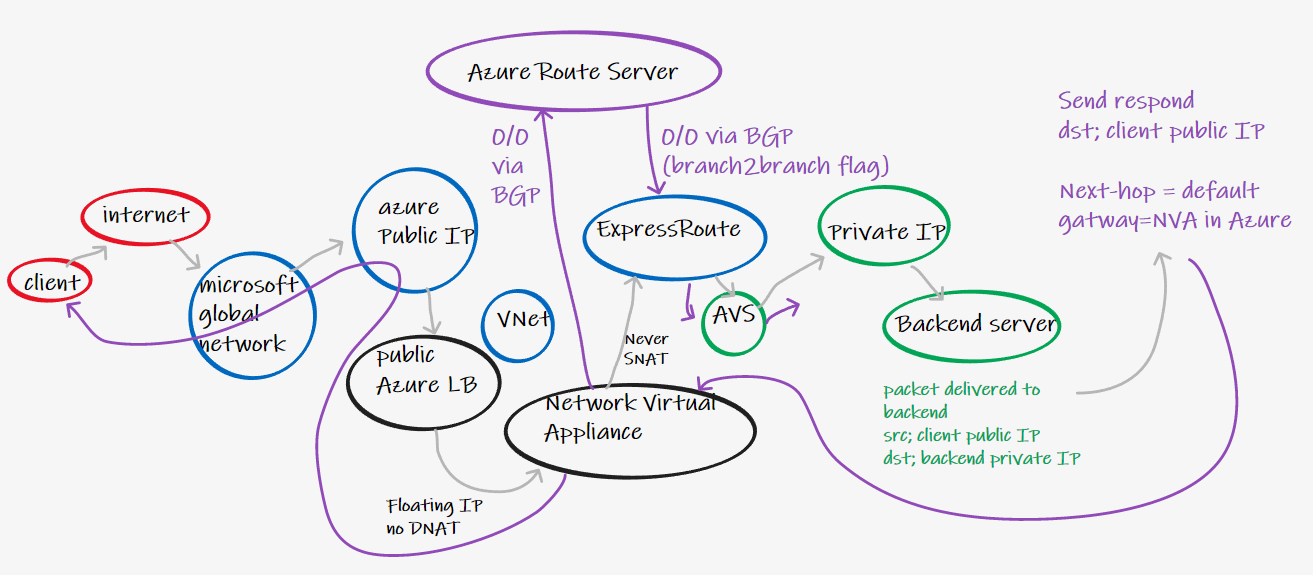 Azure Route Server
0/0
via
BGP
0/0 via BGP
(branch2branch flag)
Send respond
dst; client public IP
Next-hop = default
gatway=NVA in Azure
internet
client
microsoft
global
network
azure
Public IP
ExpressRoute
Private IP
VNet
AVS
Backend server
public
Azure LB
Never
SNAT
Network Virtual
Appliance
packet delivered to
backend
src; client public IP
dst; backend private IP
Floating IP
no DNAT